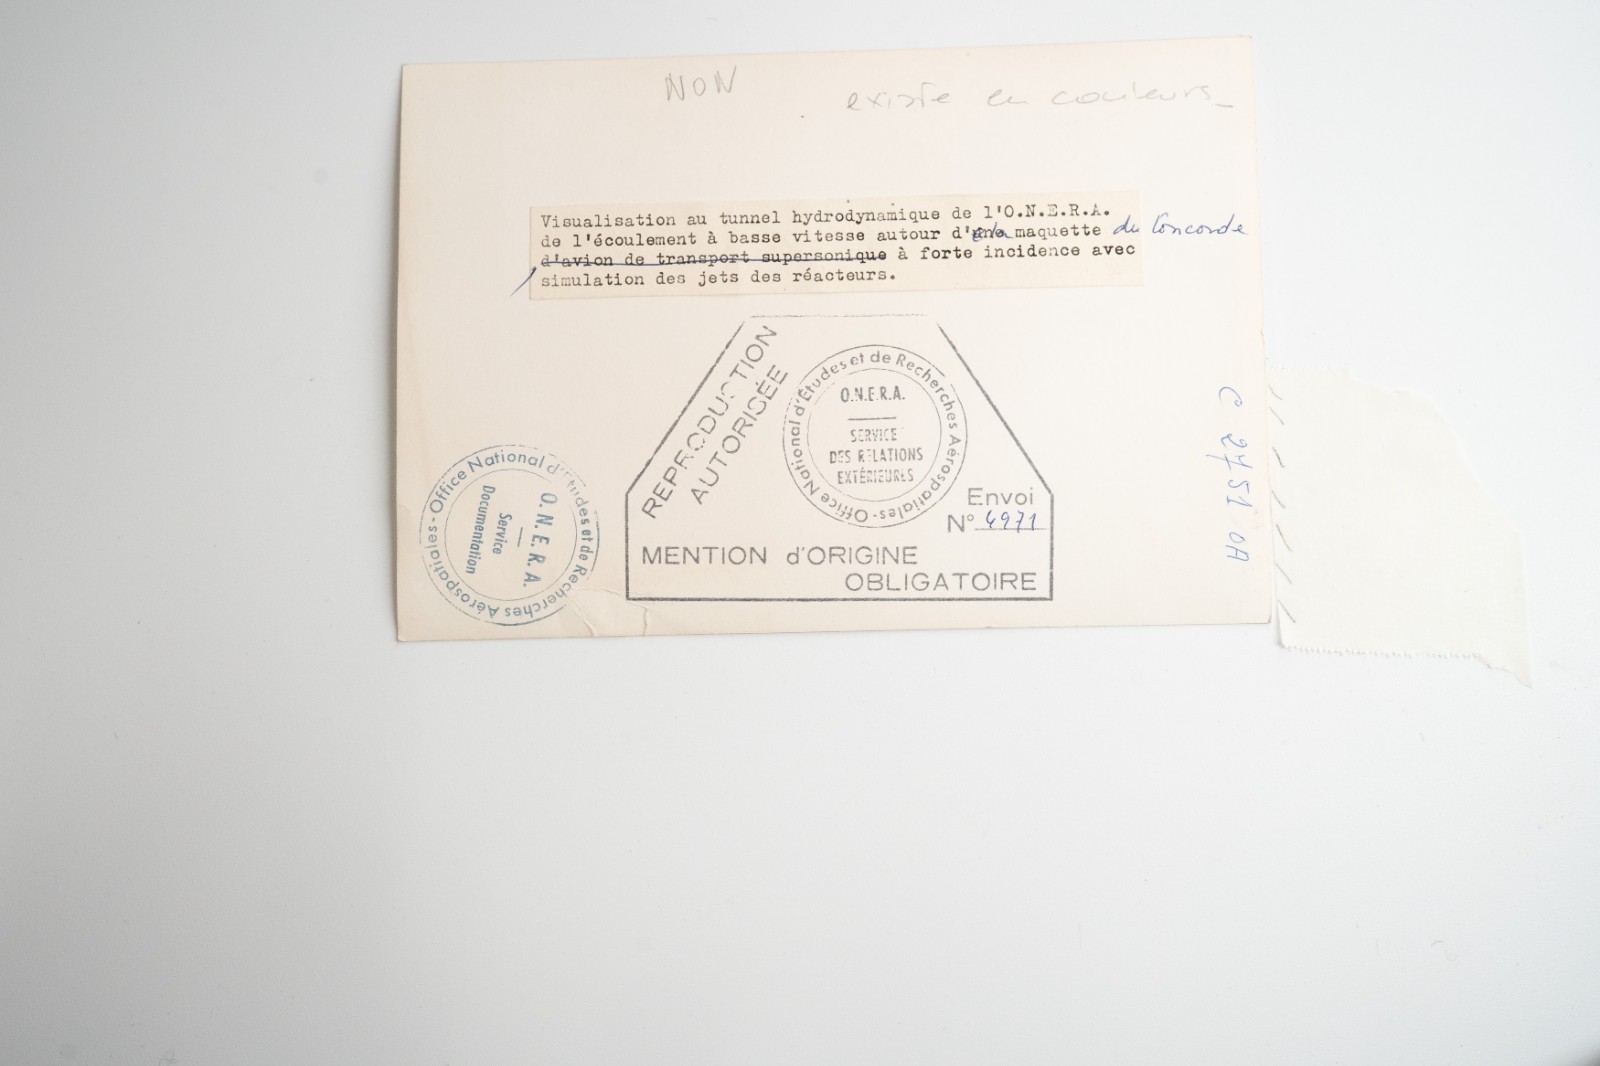 NON
existe en couleurs_
Visualisation au tunnel hydrodynamique de l'O.N.E.R.A.
de l'écoulement à basse vitesse autour d'une la maquette du Concorde
d'avion de transport supersonique à forte incidence avec
simulation des jets des réacteurs.
REPRODUCTION
AUTORISÉE
Office National d'Études et de Recherches Aérospatiales -
O.N.E.R.A.
SERVICE
DES RELATIONS
EXTÉRIEURES
Envoi
N° 4971
MENTION d'ORIGINE
OBLIGATOIRE
Office National d'Études et de Recherches Aérospatiales -
O.N.E.R.A.
Service
Documentation